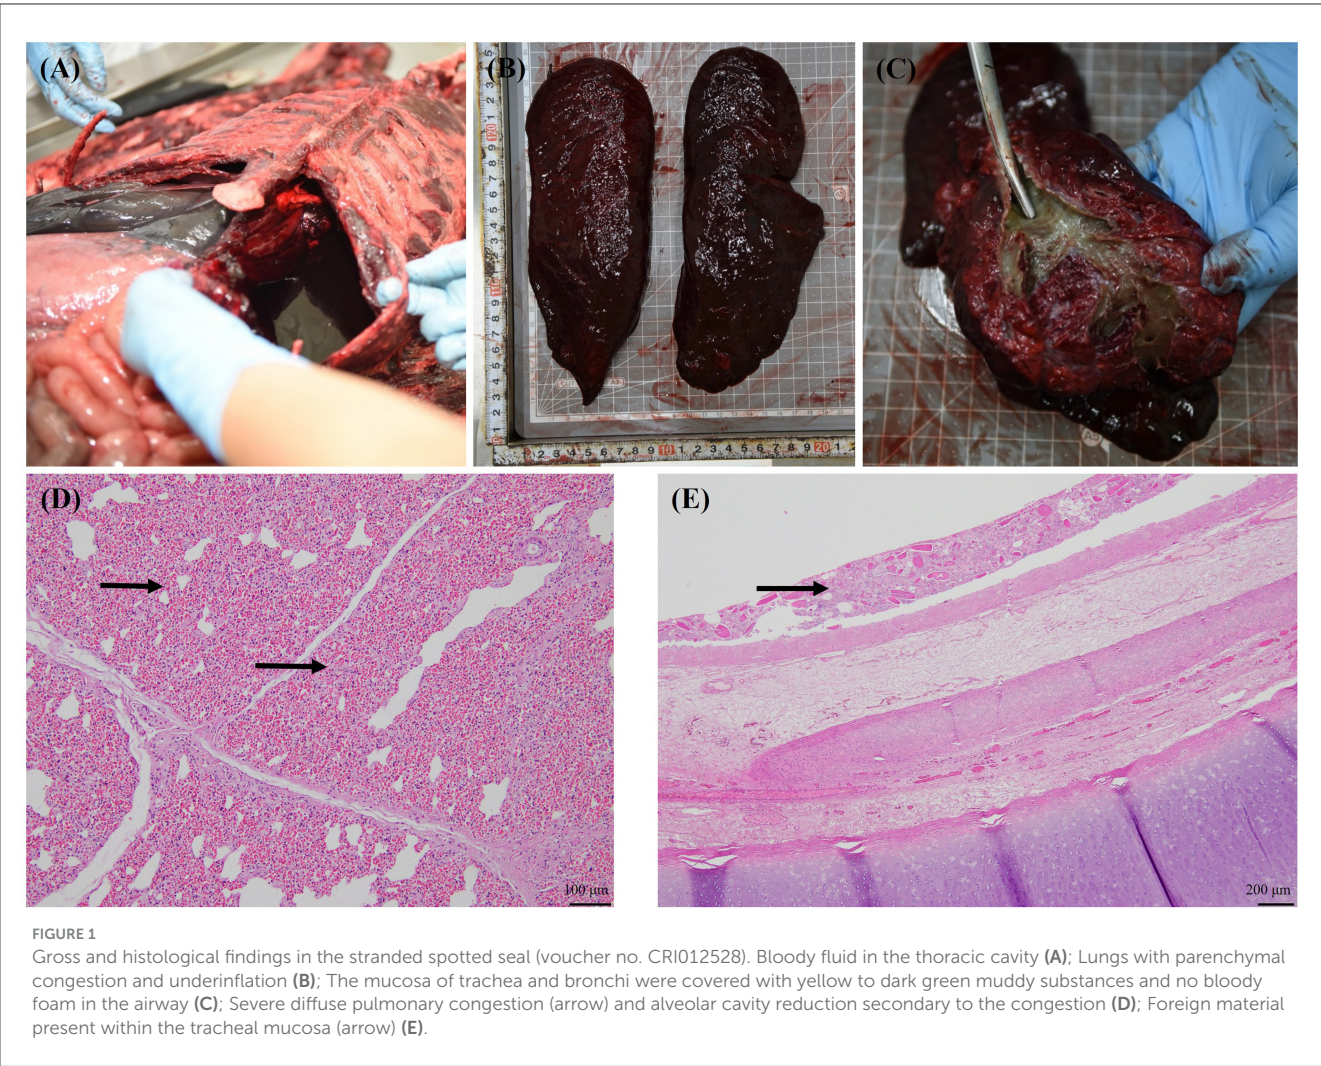 (A)
(B)
(C)
(D)
100 µm
(E)
200 µm
FIGURE 1
Gross and histological findings in the stranded spotted seal (voucher no. CRI012528). Bloody fluid in the thoracic cavity (A); Lungs with parenchymal
congestion and underinflation (B); The mucosa of trachea and bronchi were covered with yellow to dark green muddy substances and no bloody
foam in the airway (C); Severe diffuse pulmonary congestion (arrow) and alveolar cavity reduction secondary to the congestion (D); Foreign material
present within the tracheal mucosa (arrow) (E).